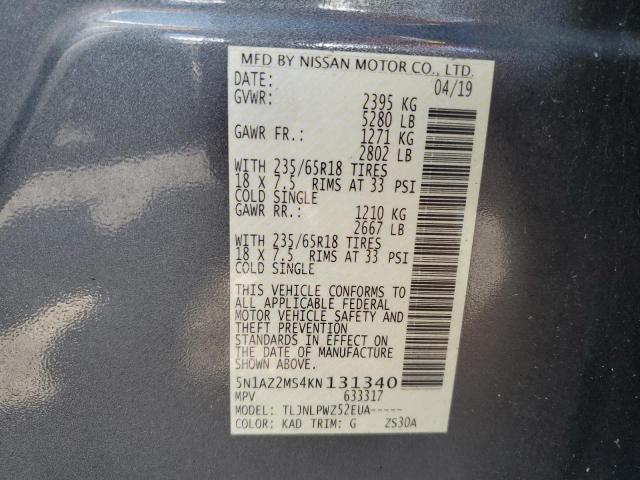 MFD BY NISSAN MOTOR CO., LTD.
DATE: 04/19
GVWR: 2395 KG
5280 LB
GAWR FR.: 1271 KG
2802 LB
WITH 235/65R18 TIRES
18 X 7.5 RIMS AT 33 PSI
COLD SINGLE
GAWR RR.: 1210 KG
2667 LB
WITH 235/65R18 TIRES
18 X 7.5 RIMS AT 33 PSI
COLD SINGLE
THIS VEHICLE CONFORMS TO
ALL APPLICABLE FEDERAL
MOTOR VEHICLE SAFETY AND
THEFT PREVENTION
STANDARDS IN EFFECT ON
THE DATE OF MANUFACTURE
SHOWN ABOVE.
5N1AZ2MS4KN131340
MPV 633317
MODEL: TLJNLPWZ52EUA-----
COLOR: KAD TRIM: G ZS30A